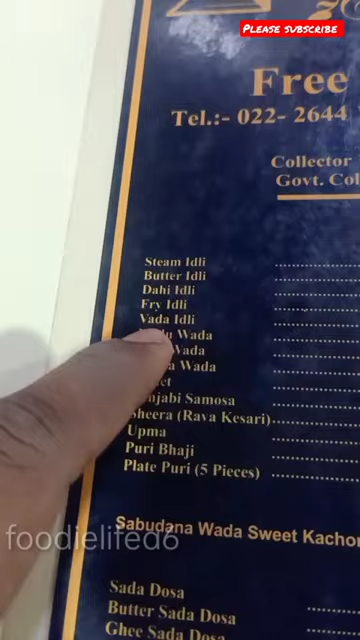 PLEASE SUBSCRIBE
Free
Tel.:- 022- 2644
Collector
Govt. Col
Steam Idli
Butter Idli
Dahi Idli
Fry Idli
Vada Idli
Wada
Wada
Wada
Punjabi Samosa
Sheera (Rava Kesari)
Upma
Puri Bhaji
Plate Puri (5 Pieces)
foodielifed6
Sabudana Wada Sweet Kachor
Sada Dosa
Butter Sada Dosa
Ghee Sada Dosa